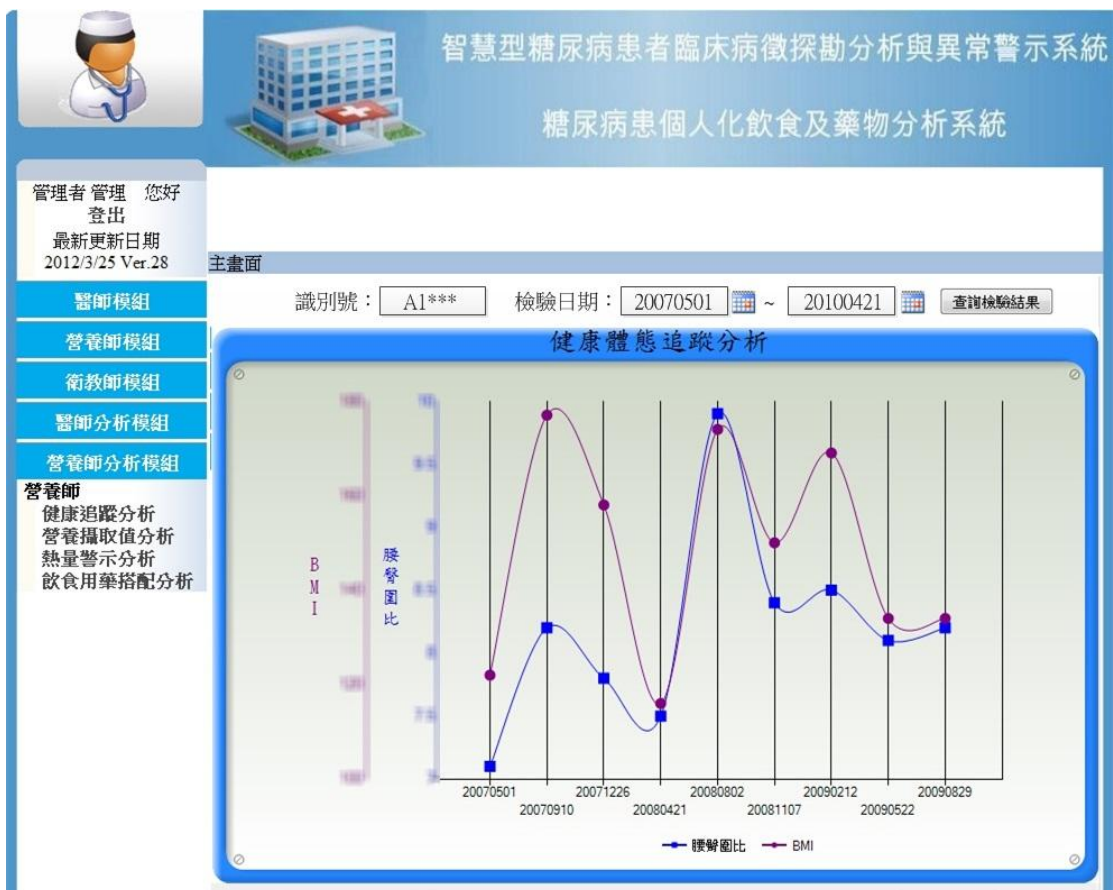 智慧型糖尿病患者臨床病徵探勘分析與異常警示系統
糖尿病患個人化飲食及藥物分析系統
管理者 管理 您好
登出
最新更新日期
2012/3/25 Ver.28
主畫面
醫師模組
營養師模組
衛教師模組
醫師分析模組
營養師分析模組
營養師
健康追蹤分析
營養攝取值分析
熱量警示分析
飲食用藥搭配分析
識別號： A1*** 檢驗日期： 20070501 ~ 20100421 查詢檢驗結果
健康體態追蹤分析
BMI
腰臀圍比
20070501 20071226 20080802 20090212 20090829
20070910 20080421 20081107 20090522
腰臀圍比 BMI